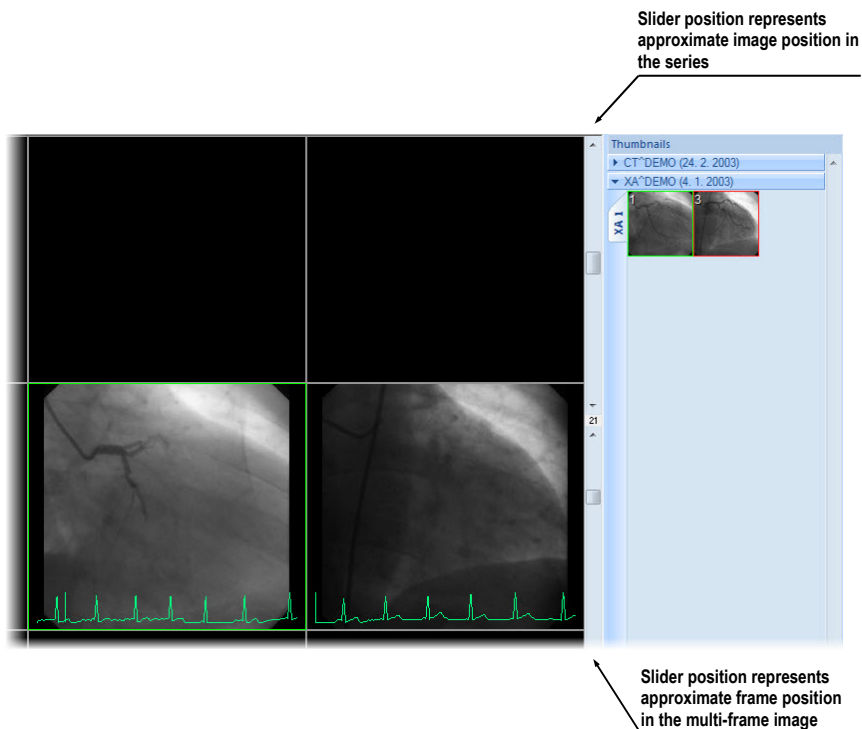 Slider position represents
approximate image position in
the series
Thumbnails
CT^DEMO (24. 2. 2003)
XA^DEMO (4. 1. 2003)
XA 1
1
3
21
Slider position represents
approximate frame position
in the multi-frame image